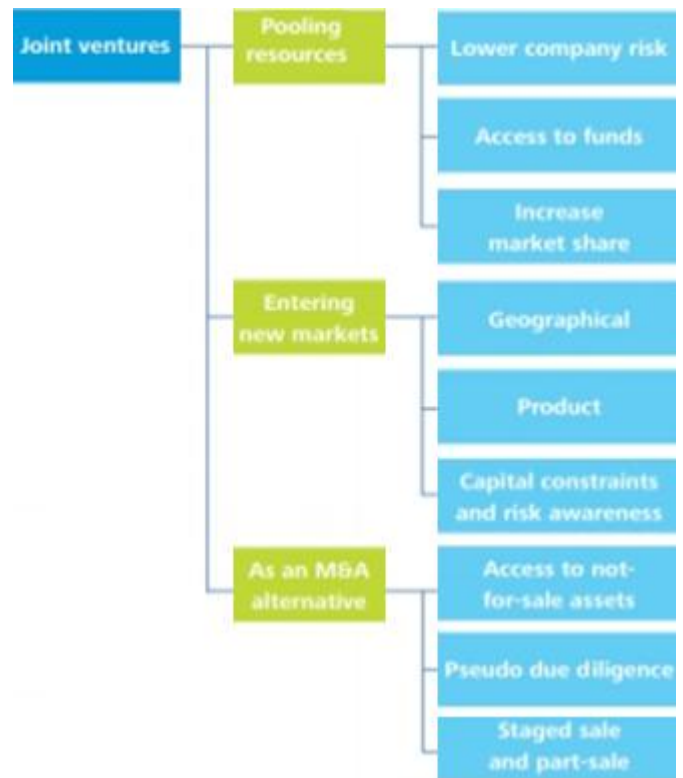 Joint ventures
Pooling
resources
Lower company risk
Access to funds
Increase
market share
Entering
new markets
Geographical
Product
Capital constraints
and risk awareness
As an M&A
alternative
Access to not-
for-sale assets
Pseudo due diligence
Staged sale
and part-sale